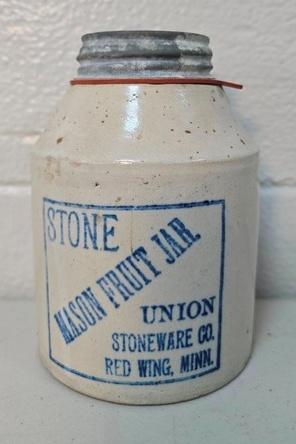 STONE
MASON FRUIT JAR
UNION
STONEWARE CO.
RED WING, MINN.